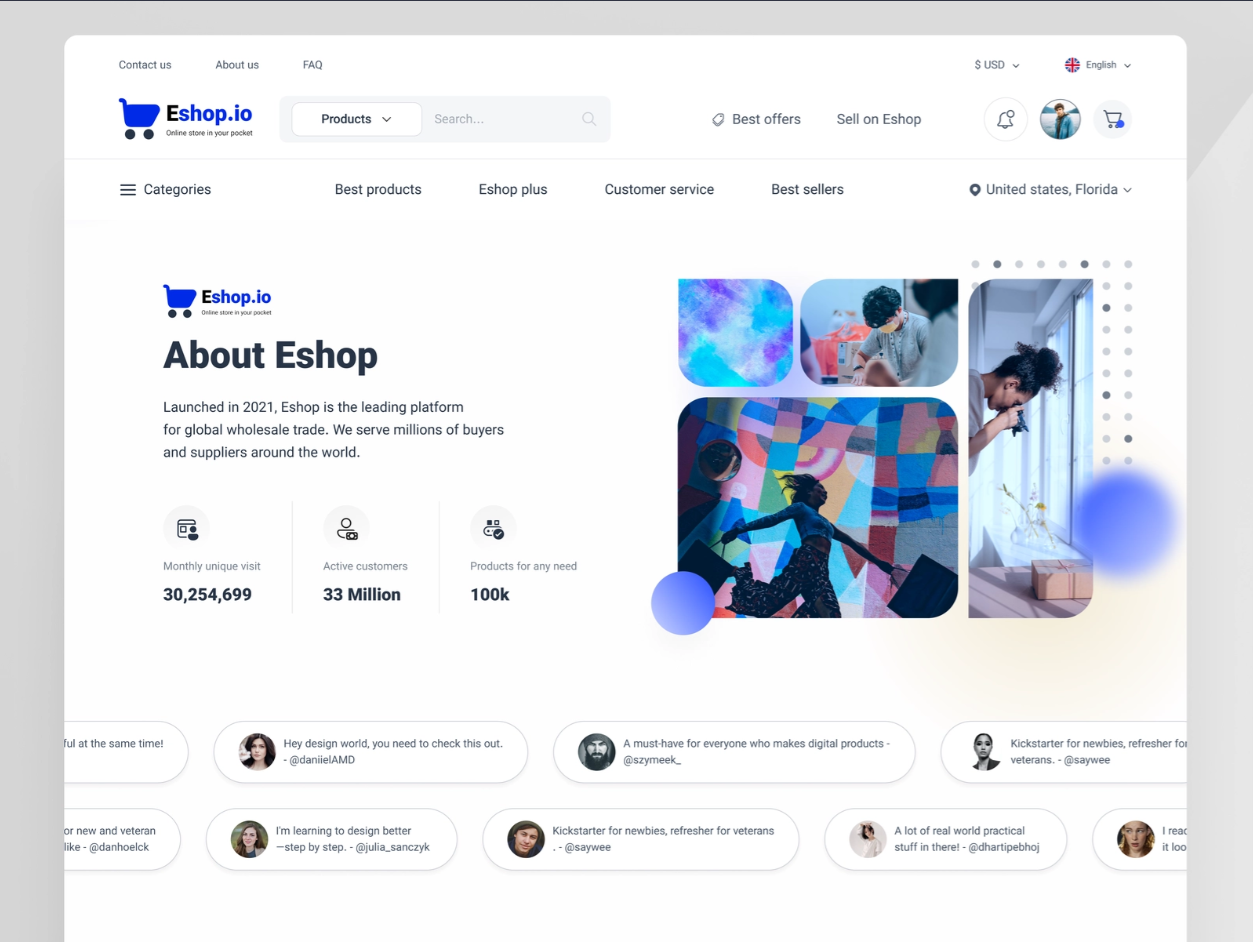 Contact us
About us
FAQ
$ USD
English
Eshop.io
Online store in your pocket
Products
Search...
Best offers
Sell on Eshop
Categories
Best products
Eshop plus
Customer service
Best sellers
United states, Florida
Eshop.io
Online store in your pocket
About Eshop
Launched in 2021, Eshop is the leading platform
for global wholesale trade. We serve millions of buyers
and suppliers around the world.
Monthly unique visit
30,254,699
Active customers
33 Million
Products for any need
100k
ful at the same time!
Hey design world, you need to check this out.
- @daniielAMD
A must-have for everyone who makes digital products -
@szymeek_
Kickstarter for newbies, refresher for
veterans. - @saywee
or new and veteran
like - @danhoelck
I'm learning to design better
—step by step. - @julia_sanczyk
Kickstarter for newbies, refresher for veterans
. - @saywee
A lot of real world practical
stuff in there! - @dhartipebhoj
I read
it loo